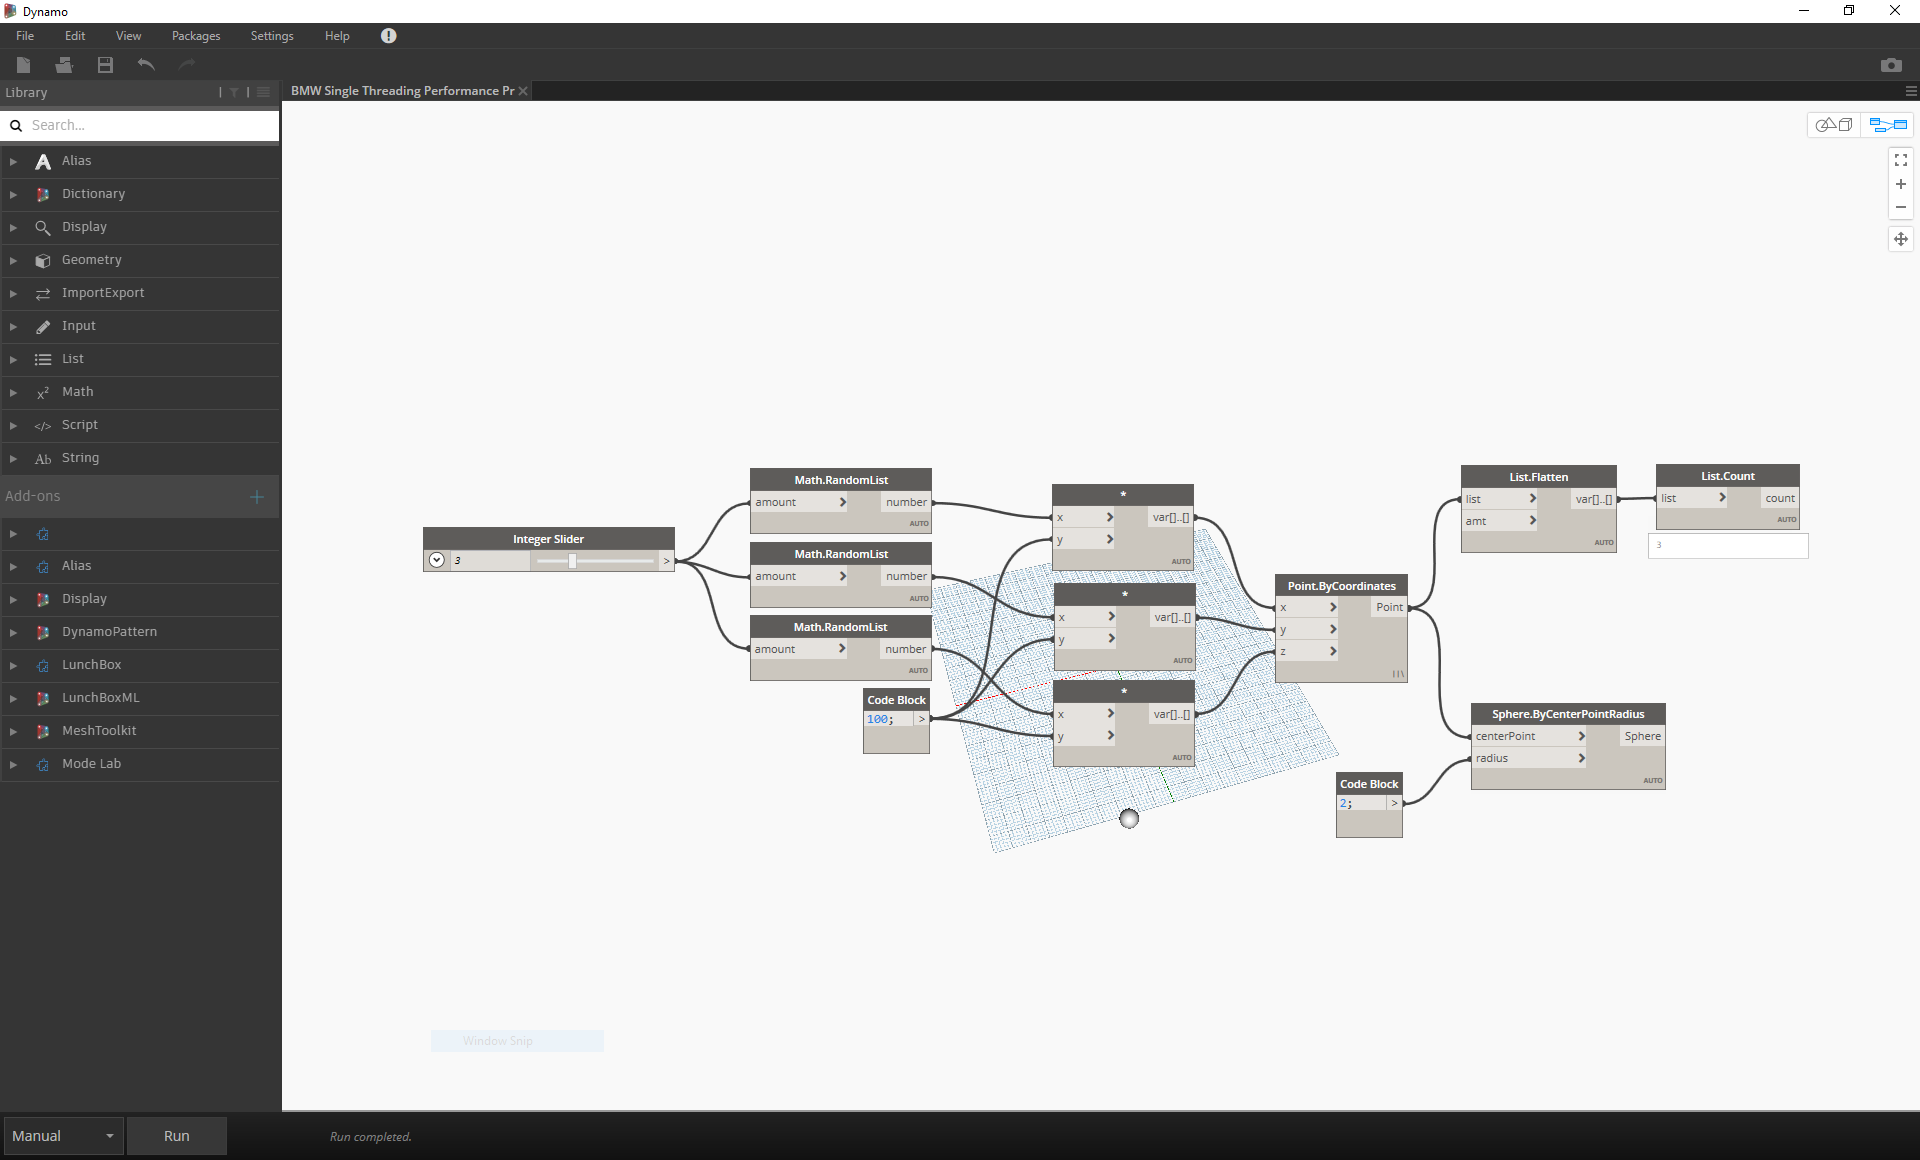 Dynamo
File Edit View Packages Settings Help
Library
BMW Single Threading Performance Pr
Search...
Alias
Dictionary
Display
Geometry
ImportExport
Input
List
Math
Script
String
Add-ons
Alias
Display
DynamoPattern
LunchBox
LunchBoxML
MeshToolkit
Mode Lab
Integer Slider
3 >
Math.RandomList
amount > number
AUTO
Math.RandomList
amount > number
AUTO
Math.RandomList
amount > number
AUTO
Code Block
100; >
*
x > var[]..[]
y >
AUTO
*
x > var[]..[]
y >
AUTO
*
x > var[]..[]
y >
AUTO
Point.ByCoordinates
x > Point
y >
z >
List.Flatten
list > var[]..[]
amt >
AUTO
List.Count
list > count
AUTO
3
Sphere.ByCenterPointRadius
centerPoint > Sphere
radius >
AUTO
Code Block
2; >
Window Snip
Manual Run Run completed.